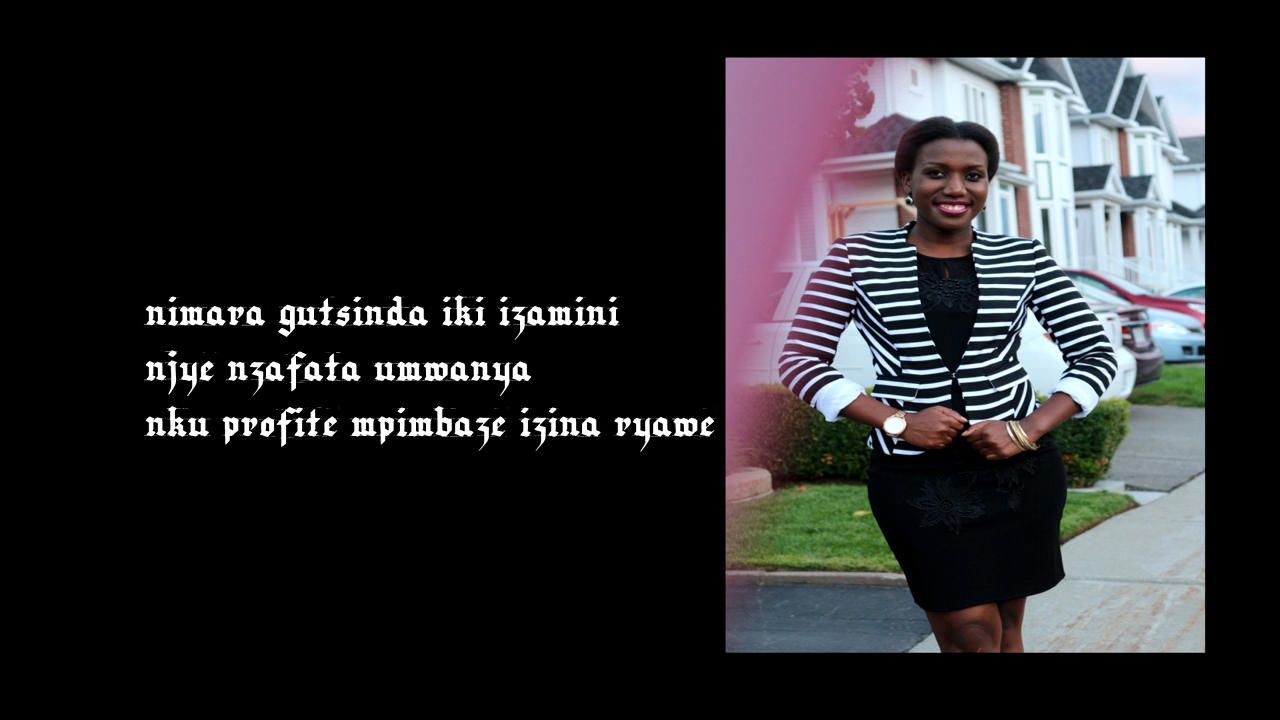 nimara gutsinda iki izamini
njye nzafata umwanya
nku profite mpimbaze izina ryawe